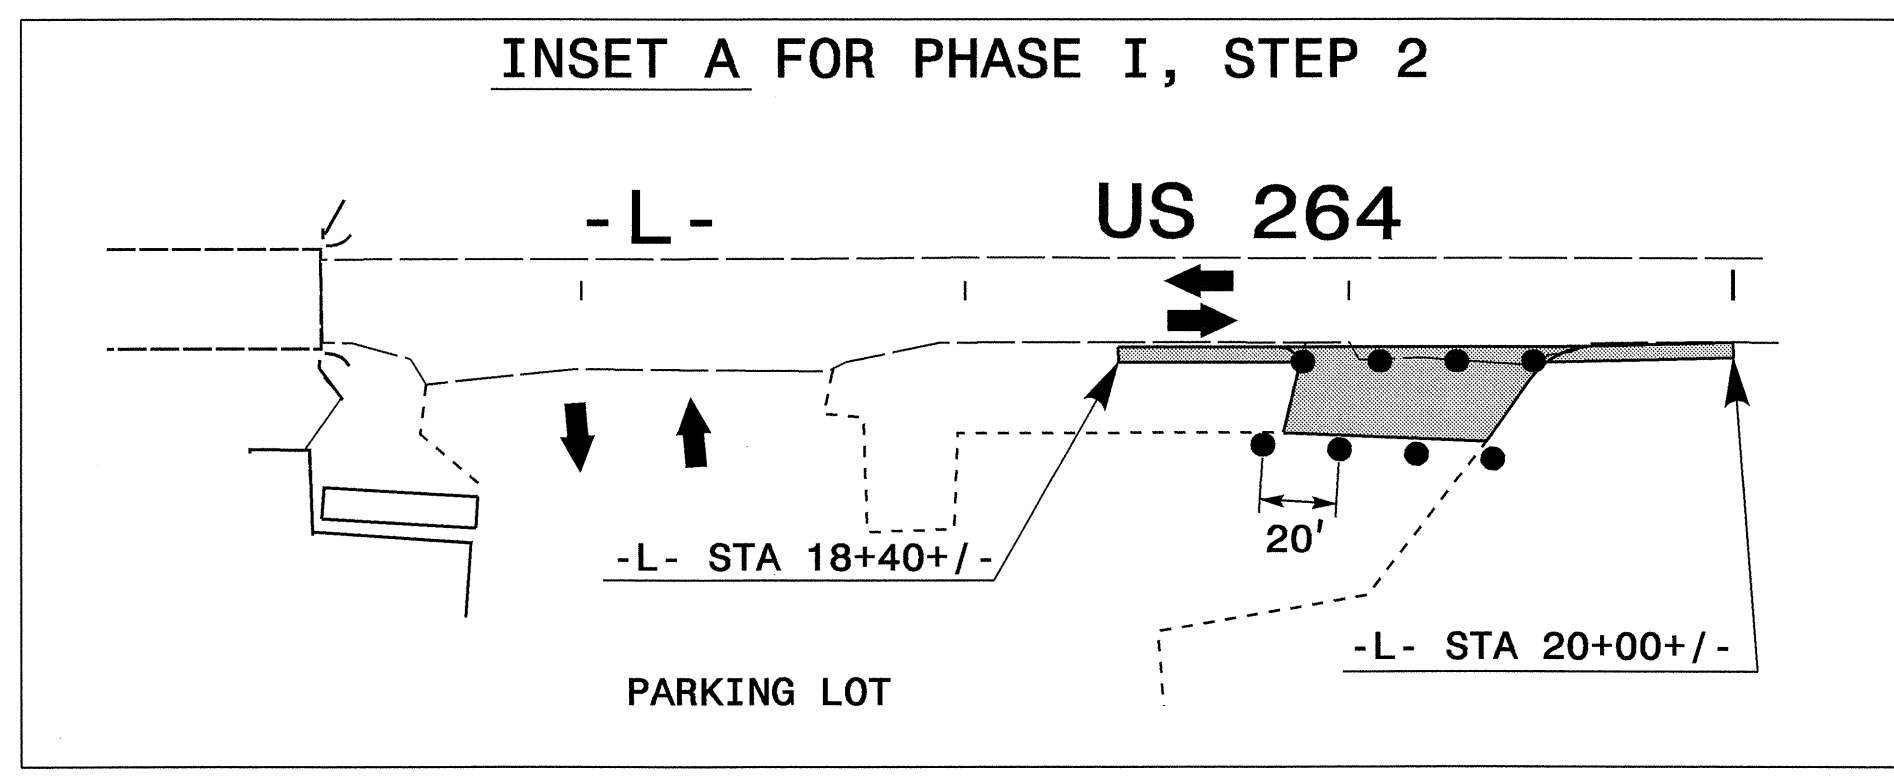 INSET A FOR PHASE I, STEP 2
-L-
US 264
20'
-L- STA 18+40+/-
-L- STA 20+00+/-
PARKING LOT